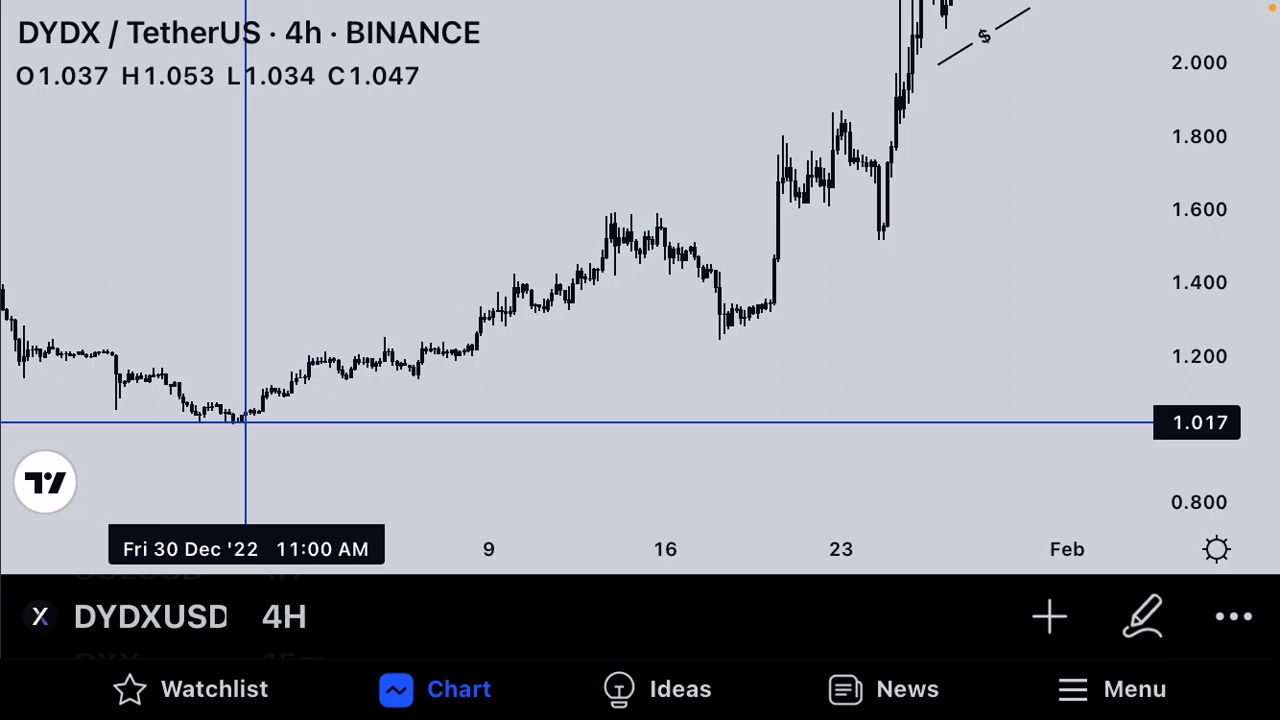 DYDX / TetherUS · 4h · BINANCE
O1.037 H1.053 L1.034 C1.047
$
2.000
1.800
1.600
1.400
1.200
1.017
0.800
Fri 30 Dec '22 11:00 AM
9
16
23
Feb
DYDXUSD 4H
Watchlist
Chart
Ideas
News
Menu